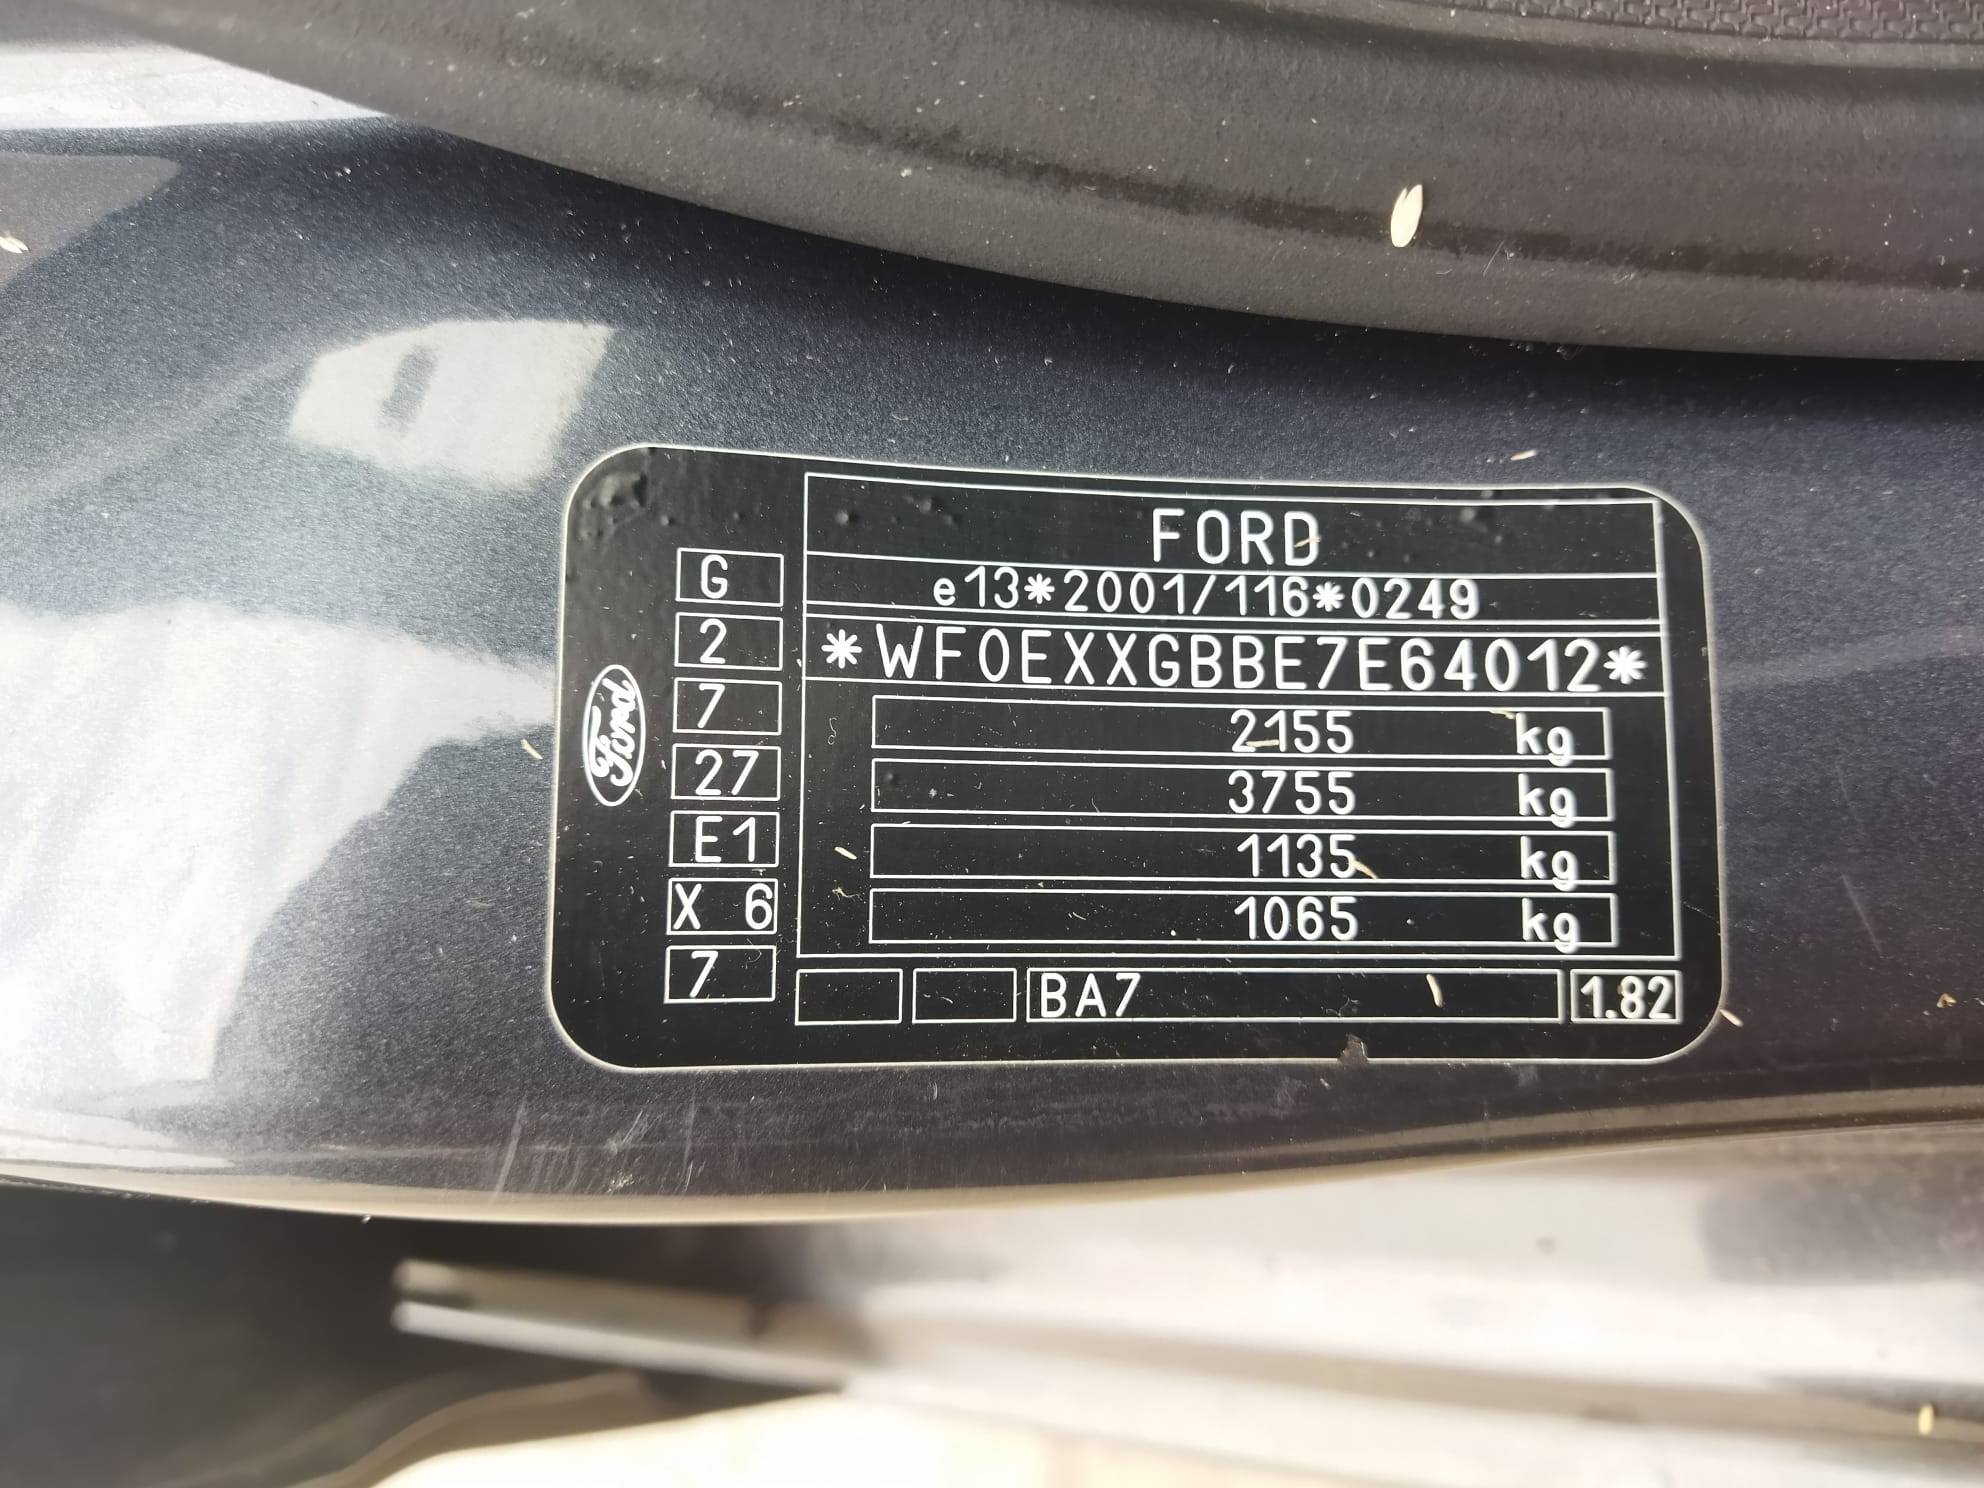 Ford
G
2
7
27
E1
X 6
7
FORD
e13*2001/116*0249
*WF0EXXGBBE7E64012*
2155 kg
3755 kg
1135 kg
1065 kg
BA7 1.82